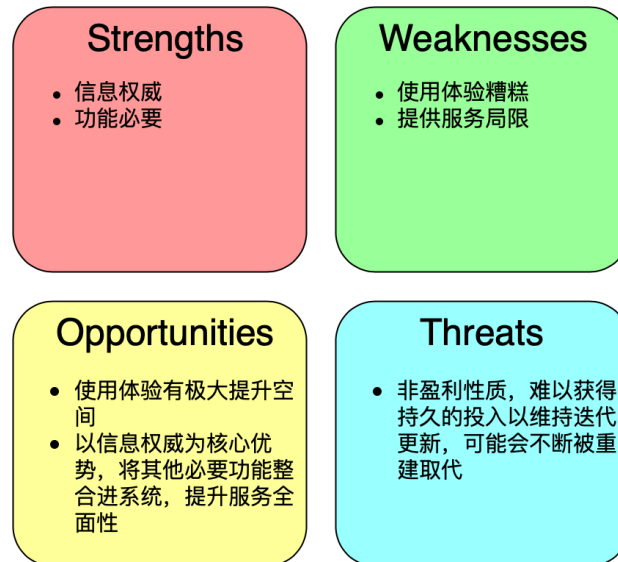 Strengths
• 信息权威
• 功能必要
Weaknesses
• 使用体验糟糕
• 提供服务局限
Opportunities
• 使用体验有极大提升空
间
• 以信息权威为核心优
势，将其他必要功能整
合进系统，提升服务全
面性
Threats
• 非盈利性质，难以获得
持久的投入以维持迭代
更新，可能会不断被重
建取代